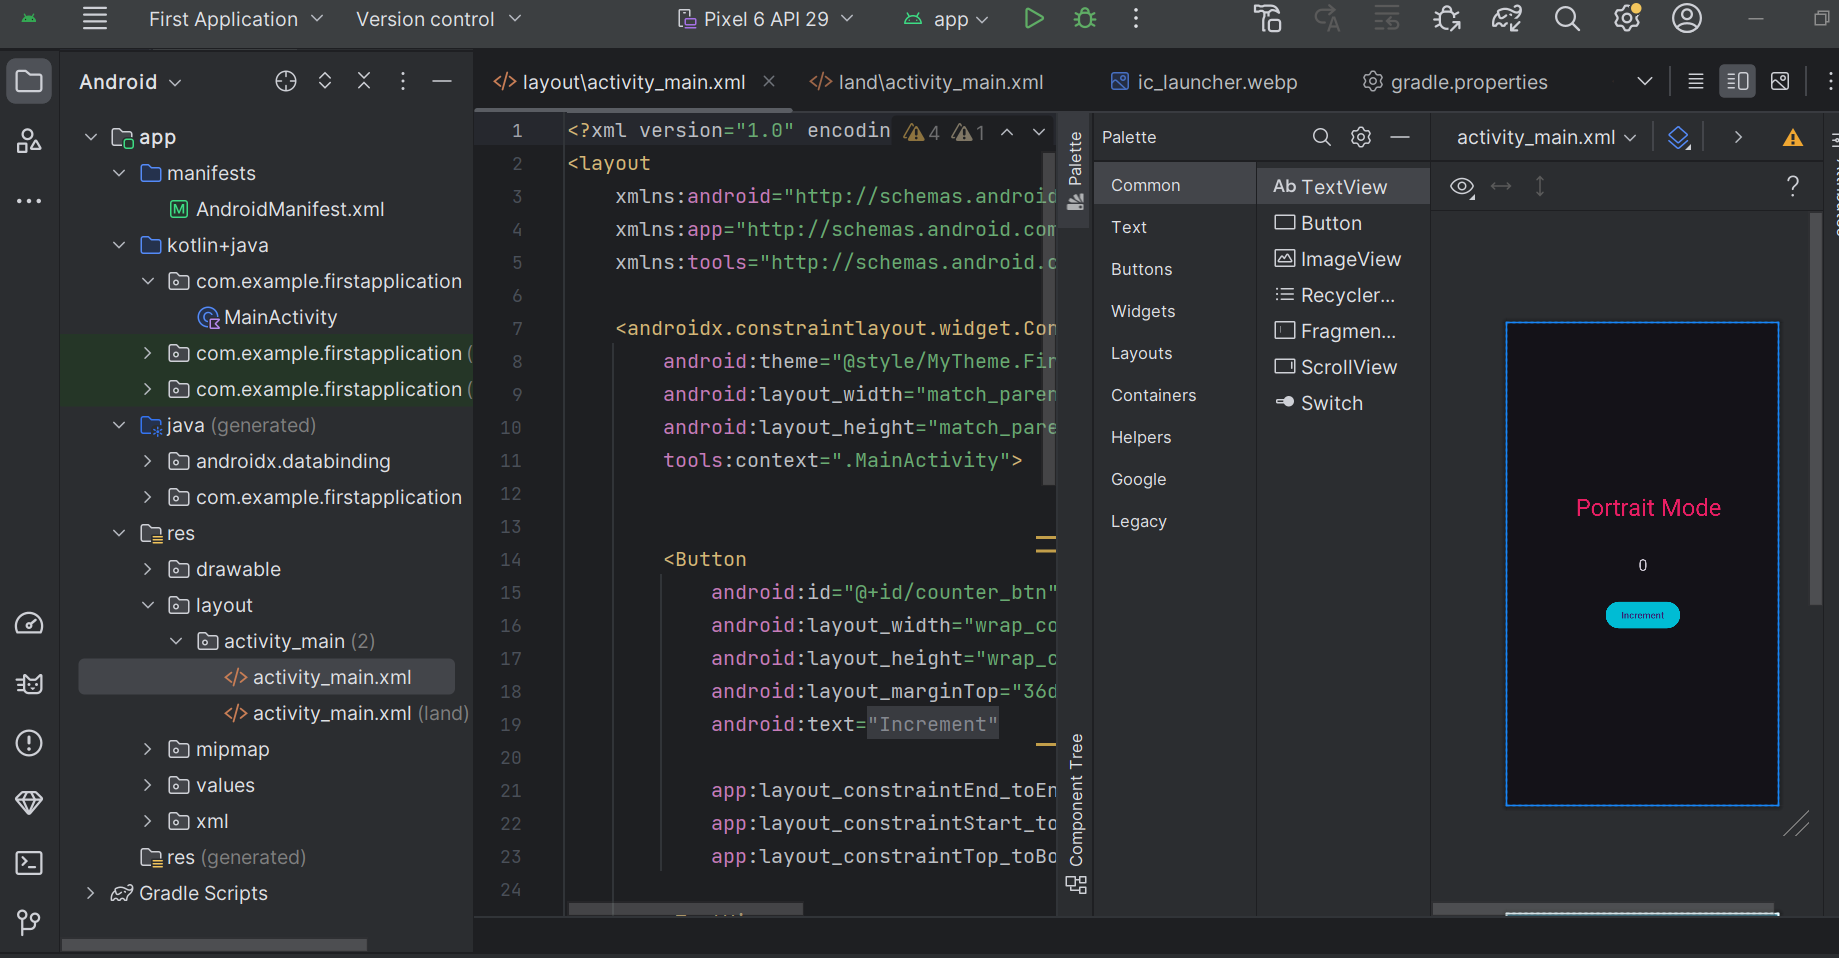 First Application
Version control
Pixel 6 API 29
app
Android
app
manifests
AndroidManifest.xml
kotlin+java
com.example.firstapplication
MainActivity
com.example.firstapplication (
com.example.firstapplication (
java (generated)
androidx.databinding
com.example.firstapplication
res
drawable
layout
activity_main (2)
activity_main.xml
activity_main.xml (land)
mipmap
values
xml
res (generated)
Gradle Scripts
layout\activity_main.xml
land\activity_main.xml
ic_launcher.webp
gradle.properties
4 1
1 <?xml version="1.0" encodin
2 <layout
3 xmlns:android="http://schemas.android
4 xmlns:app="http://schemas.android.com
5 xmlns:tools="http://schemas.android.c
6
7 <androidx.constraintlayout.widget.Con
8 android:theme="@style/MyTheme.Fir
9 android:layout_width="match_paren
10 android:layout_height="match_pare
11 tools:context=".MainActivity">
12
13
14 <Button
15 android:id="@+id/counter_btn"
16 android:layout_width="wrap_co
17 android:layout_height="wrap_c
18 android:layout_marginTop="36d
19 android:text="Increment"
20
21 app:layout_constraintEnd_toEn
22 app:layout_constraintStart_to
23 app:layout_constraintTop_toBo
24
Palette
Component Tree
Palette
Common
Text
Buttons
Widgets
Layouts
Containers
Helpers
Google
Legacy
Ab TextView
Button
ImageView
Recycler...
Fragmen...
ScrollView
Switch
activity_main.xml
?
Portrait Mode
0
Increment